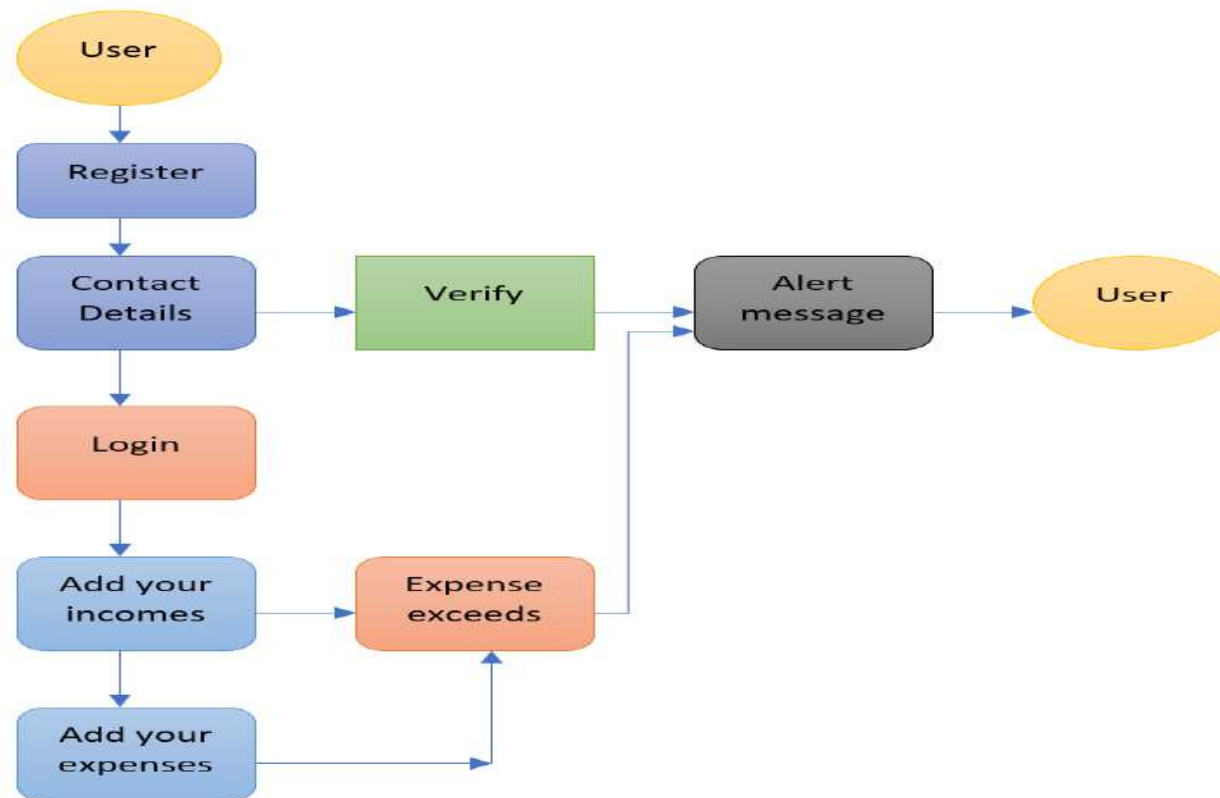 User
Register
Contact
Details
Verify
Alert
message
User
Login
Add your
incomes
Expense
exceeds
Add your
expenses